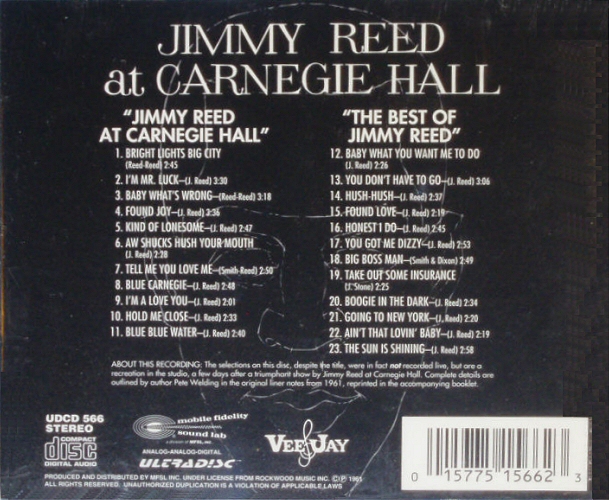 JIMMY REED
at CARNEGIE HALL
"JIMMY REED
AT CARNEGIE HALL"
1. BRIGHT LIGHTS BIG CITY
(Reed-Reed) 2:45
2. I'M MR. LUCK—(J. Reed) 3:30
3. BABY WHAT'S WRONG—(Reed-Reed) 3:18
4. FOUND JOY—(J. Reed) 3:36
5. KIND OF LONESOME—(J. Reed) 2:47
6. AW SHUCKS HUSH YOUR MOUTH
(J. Reed) 2:28
7. TELL ME YOU LOVE ME—(Smith-Reed) 2:50
8. BLUE CARNEGIE—(J. Reed) 2:48
9. I'M A LOVE YOU—(J. Reed) 2:01
10. HOLD ME CLOSE—(J. Reed) 2:33
11. BLUE BLUE WATER—(J. Reed) 2:40
"THE BEST OF
JIMMY REED"
12. BABY WHAT YOU WANT ME TO DO
(J. Reed) 2:26
13. YOU DON'T HAVE TO GO—(J. Reed) 3:06
14. HUSH-HUSH—(J. Reed) 2:37
15. FOUND LOVE—(J. Reed) 2:19
16. HONEST I DO—(J. Reed) 2:45
17. YOU GOT ME DIZZY—(J. Reed) 2:53
18. BIG BOSS MAN—(Smith & Dixon) 2:49
19. TAKE OUT SOME INSURANCE
(J. Stone) 2:25
20. BOOGIE IN THE DARK—(J. Reed) 2:34
21. GOING TO NEW YORK—(J. Reed) 2:20
22. AIN'T THAT LOVIN' BABY—(J. Reed) 2:19
23. THE SUN IS SHINING—(J. Reed) 2:58
ABOUT THIS RECORDING: The selections on this disc, despite the title, were in fact not recorded live, but are a
recreation in the studio, a few days after a triumphant show by Jimmy Reed at Carnegie Hall. Complete details are
outlined by author Pete Welding in the original liner notes from 1961, reprinted in the accompanying booklet.
UDCD 566
STEREO
COMPACT
disc
DIGITAL AUDIO
mobile fidelity
sound lab
a division of MFSL, INC.
ANALOG-ANALOG-DIGITAL
ULTRADISC
VEE JAY
PRODUCED AND DISTRIBUTED BY MFSL INC. UNDER LICENSE FROM ROCKWOOD MUSIC INC. ©Ⓟ 1961
ALL RIGHTS RESERVED. UNAUTHORIZED DUPLICATION IS A VIOLATION OF APPLICABLE LAWS
0 15775 15662 3